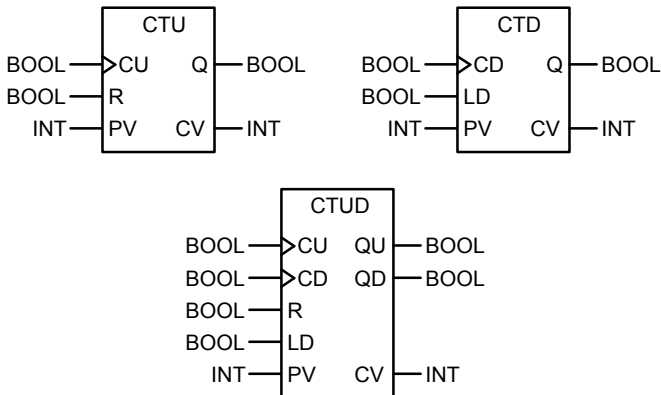 CTU
BOOL CU Q BOOL
BOOL R
INT PV CV INT
CTD
BOOL CD Q BOOL
BOOL LD
INT PV CV INT
CTUD
BOOL CU QU BOOL
BOOL CD QD BOOL
BOOL R
BOOL LD
INT PV CV INT